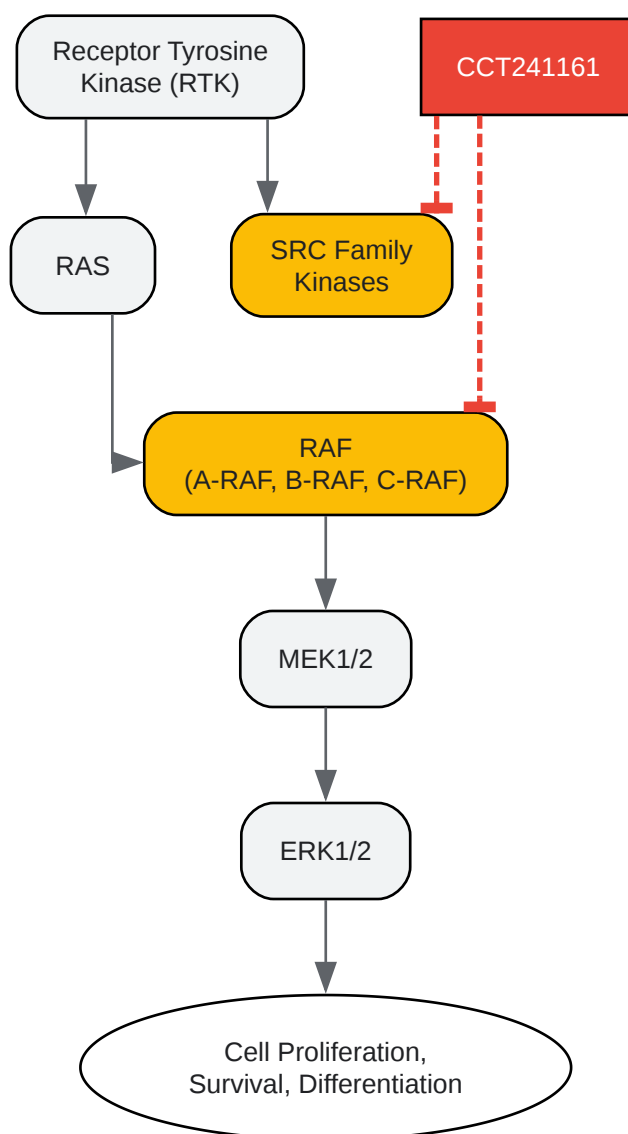 Receptor Tyrosine
Kinase (RTK)
CCT241161
RAS
SRC Family
Kinases
RAF
(A-RAF, B-RAF, C-RAF)
MEK1/2
ERK1/2
Cell Proliferation,
Survival, Differentiation